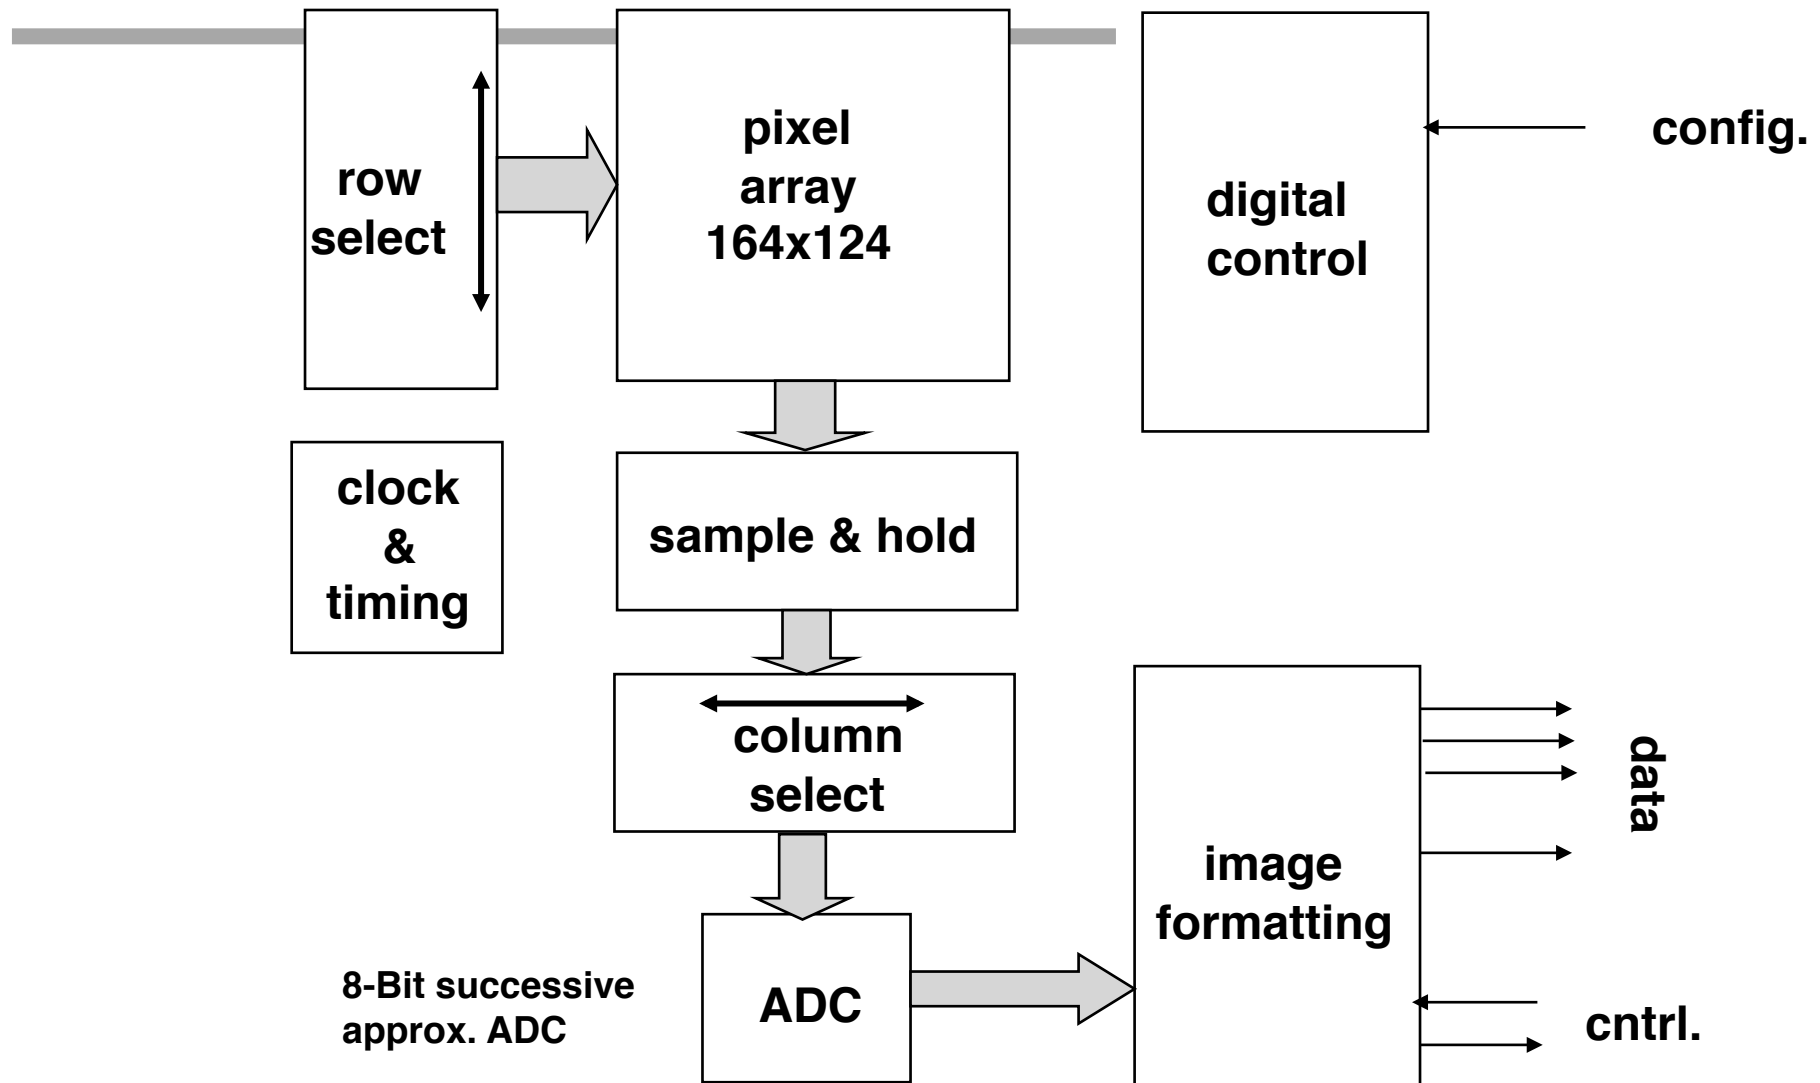 row
select
pixel
array
164x124
digital
control
config.
clock
&
timing
sample & hold
column
select
data
image
formatting
8-Bit successive
approx. ADC
ADC
cntrl.